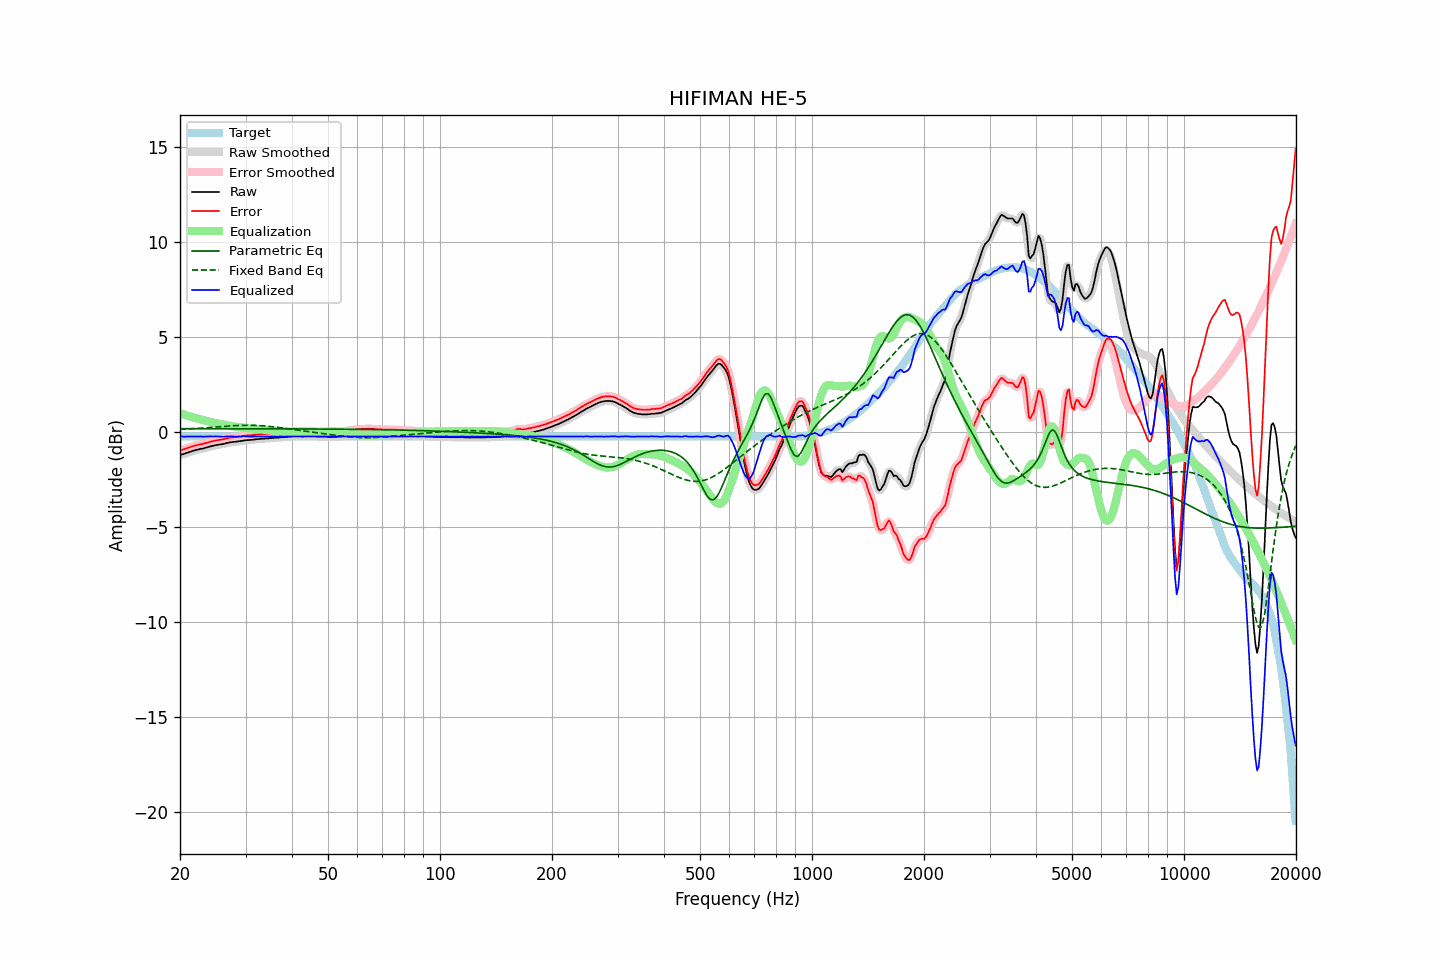 HIFIMAN HE-5
Target
Raw Smoothed
Error Smoothed
Raw
Error
Equalization
Parametric Eq
Fixed Band Eq
Equalized
Amplitude (dBr)
15
10
5
0
−5
−10
−15
−20
20
50
100
200
500
1000
2000
5000
10000
20000
Frequency (Hz)